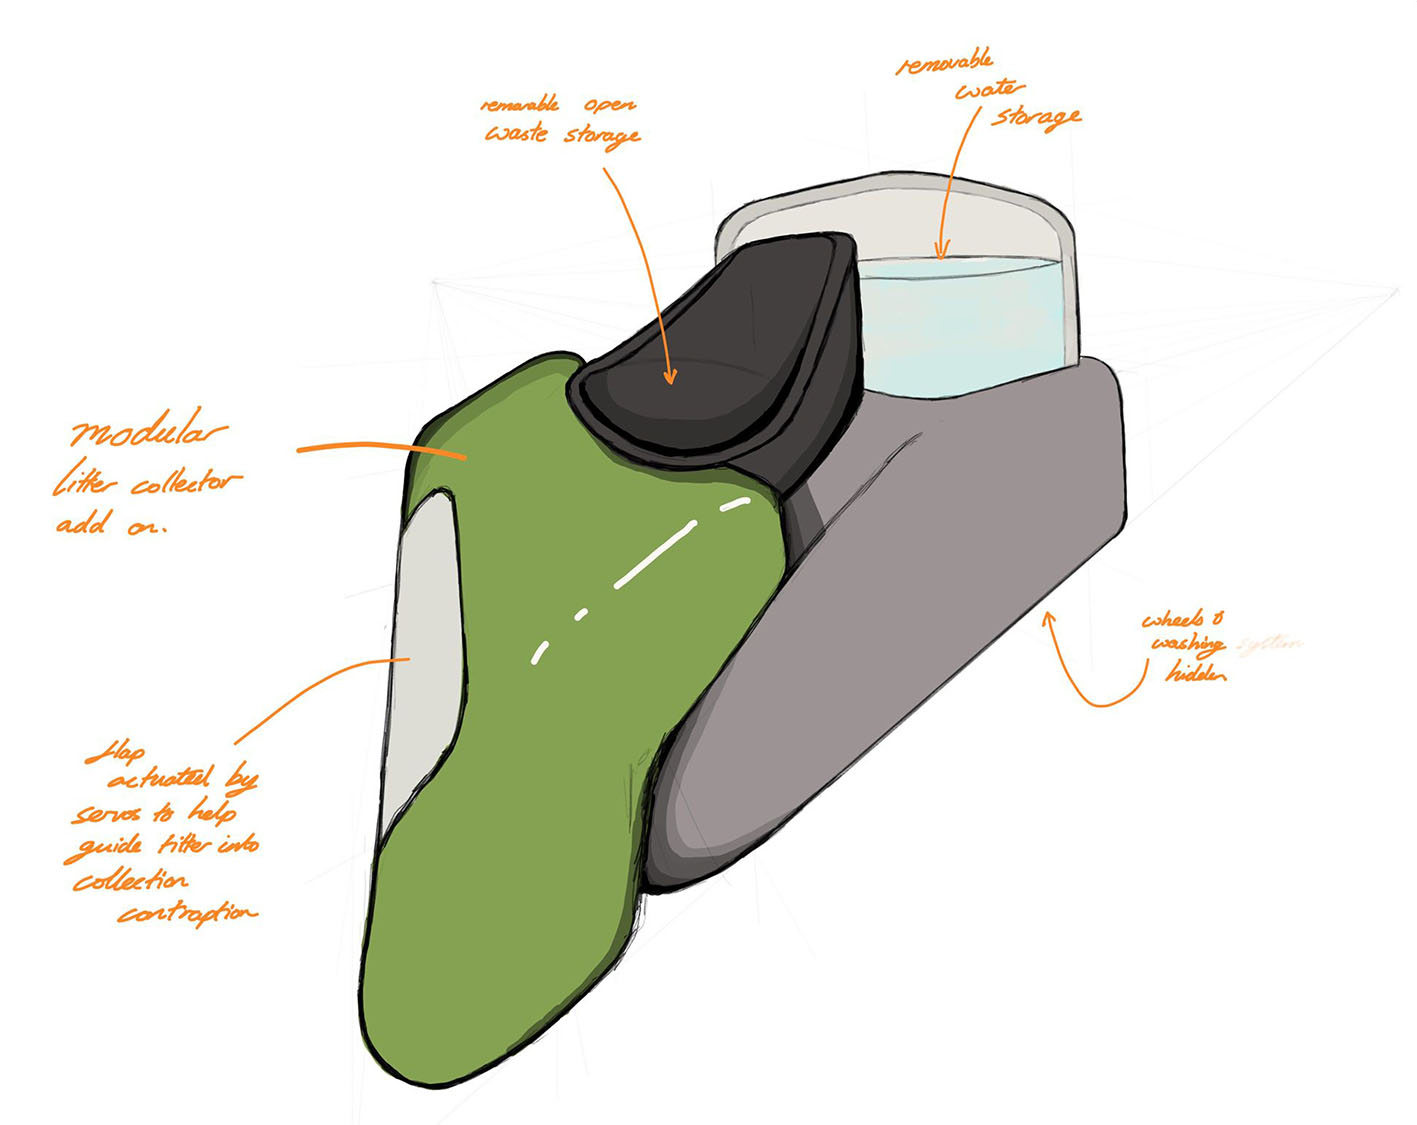 removable
water
storage
removable open
waste storage
modular
litter collector
add on.
wheels &
washing system
hidden
flap
actuated by
servos to help
guide litter into
collection
contraption